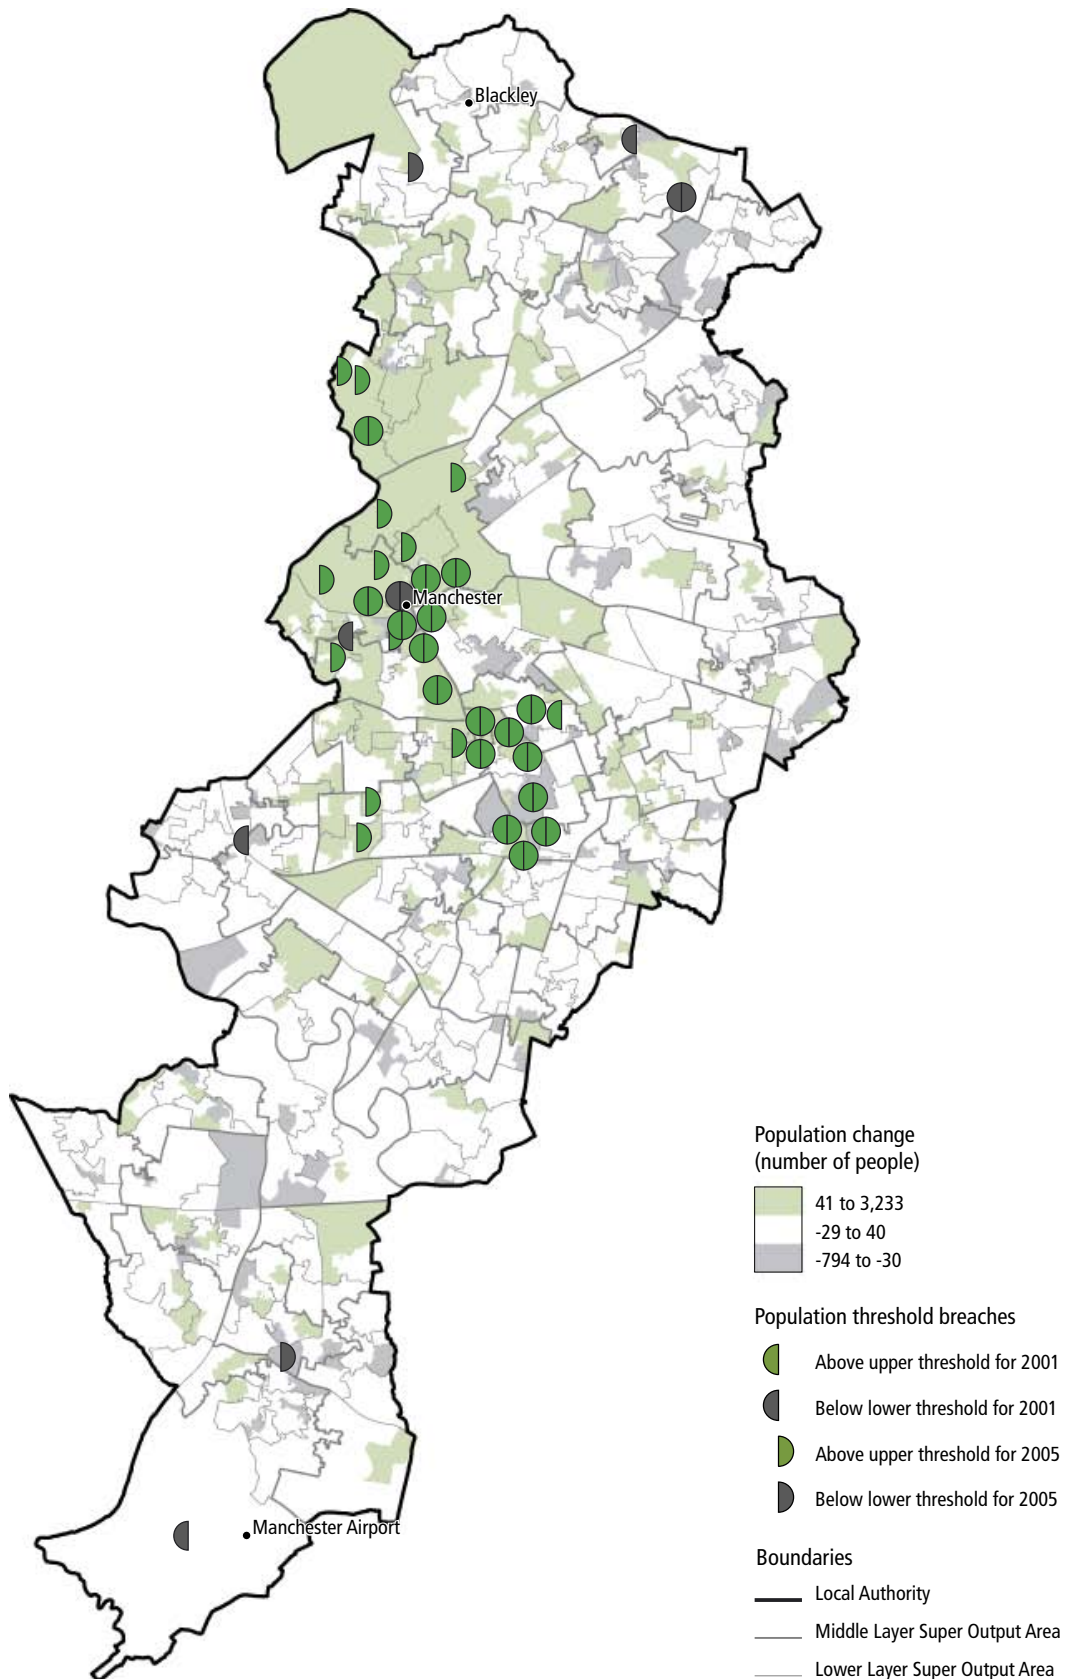 Blackley
Manchester
Manchester Airport
Population change
(number of people)
41 to 3,233
-29 to 40
-794 to -30
Population threshold breaches
Above upper threshold for 2001
Below lower threshold for 2001
Above upper threshold for 2005
Below lower threshold for 2005
Boundaries
Local Authority
Middle Layer Super Output Area
Lower Layer Super Output Area